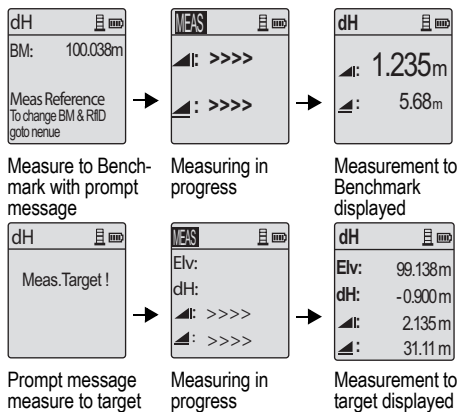 dH
BM: 100.038m
Meas Reference
To change BM & RfID
goto nenue
MEAS
: >>>>
: >>>>
dH
: 1.235m
: 5.68m
Measure to Bench-
mark with prompt
message
Measuring in
progress
Measurement to
Benchmark
displayed
dH
Meas.Target !
MEAS
Elv:
dH:
: >>>>
: >>>>
dH
Elv: 99.138m
dH: -0.900m
: 2.135m
: 31.11m
Prompt message
measure to target
Measuring in
progress
Measurement to
target displayed